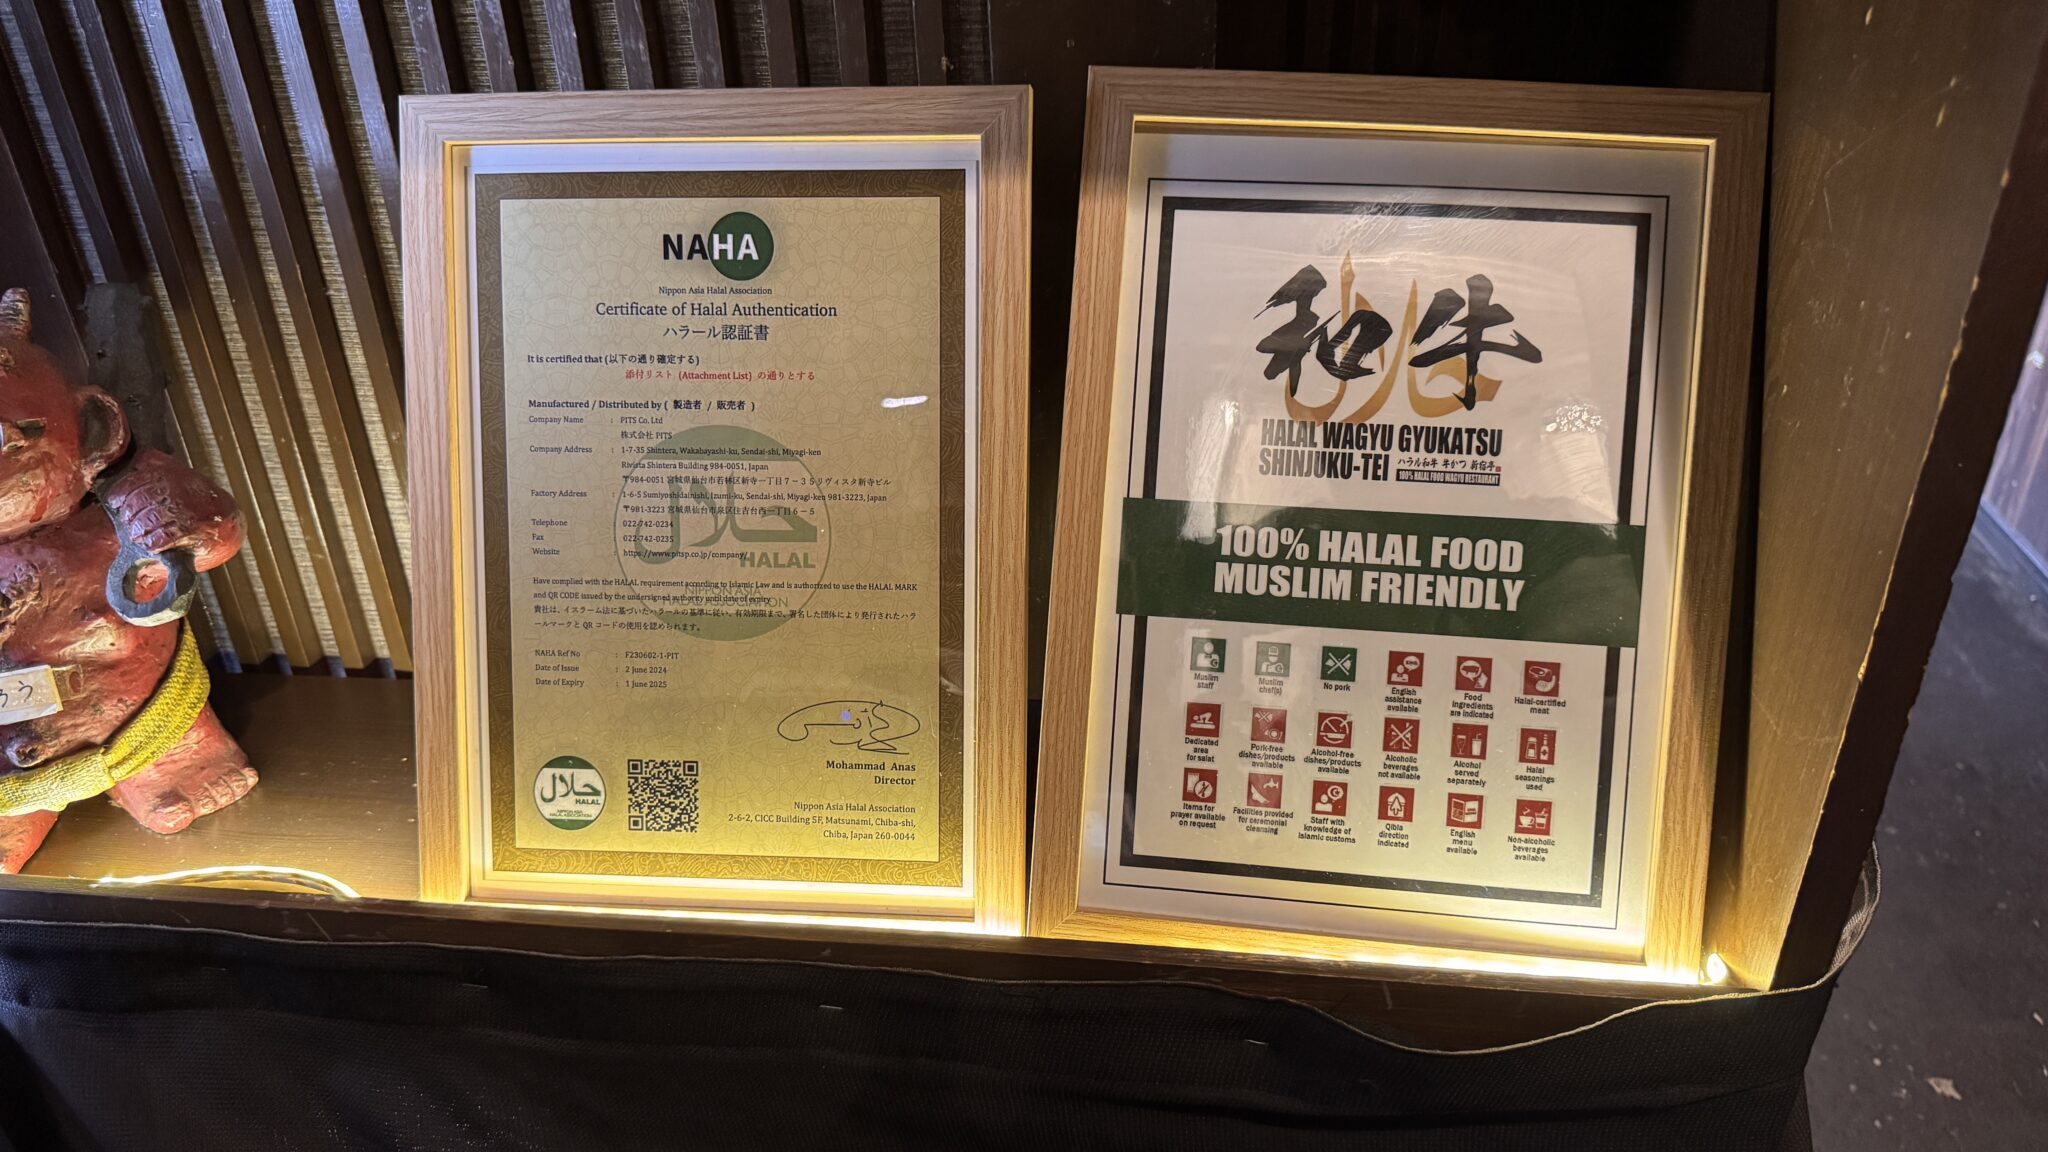 NAHA
Nippon Asia Halal Association
Certificate of Halal Authentication
ハラール認証書
It is certified that (以下の通り確定する)
添付リスト (Attachment List) の通りとする
Manufactured / Distributed by ( 製造者 / 販売者 )
Company Name : PITS Co. Ltd
株式会社 PITS
Company Address : 1-7-35 Shintera, Wakabayashi-ku, Sendai-shi, Miyagi-ken
Rivista Shintera Building 984-0051, Japan
〒984-0051 宮城県仙台市若林区新寺一丁目7－35リヴィスタ新寺ビル
Factory Address : 1-6-5 Sumiyoshidainishi, Izumi-ku, Sendai-shi, Miyagi-ken 981-3223, Japan
〒981-3223 宮城県仙台市泉区住吉台西一丁目6－5
Telephone : 022-742-0234
Fax : 022-742-0235
Website : https://www.pitsp.co.jp/company/
حلال
HALAL
NIPPON ASIA
HALAL ASSOCIATION
Have complied with the HALAL requirement according to Islamic Law and is authorized to use the HALAL MARK
and QR CODE issued by the undersigned authority until date of expiry.
貴社は、イスラーム法に基づいたハラールの基準に従い、有効期限まで、署名した団体により発行されたハラ
ールマークと QR コードの使用を認められます。
NAHA Ref No : F230602-1-PIT
Date of Issue : 2 june 2024
Date of Expiry : 1 june 2025
Mohammad Anas
Director
حلال
HALAL
NIPPON ASIA
HALAL ASSOCIATION
Nippon Asia Halal Association
2-6-2, CICC Building 5F, Matsunami, Chiba-shi,
Chiba, Japan 260-0044
和牛
حلال
HALAL WAGYU GYUKATSU
SHINJUKU-TEI ハラル和牛 牛かつ 新宿亭
100% HALAL FOOD WAGYU RESTAURANT
100% HALAL FOOD
MUSLIM FRIENDLY
Muslim
staff
Muslim
chef(s)
No pork
English
assistance
available
Food
ingredients
are indicated
Halal-certified
meat
Dedicated
area
for salat
Pork-free
dishes/products
available
Alcohol-free
dishes/products
available
Alcoholic
beverages
not available
Alcohol
served
separately
Halal
seasonings
used
Items for
prayer available
on request
Facilities provided
for ceremonial
cleansing
Staff with
knowledge of
Islamic customs
Qibla
direction
indicated
English
menu
available
Non-alcoholic
beverages
available